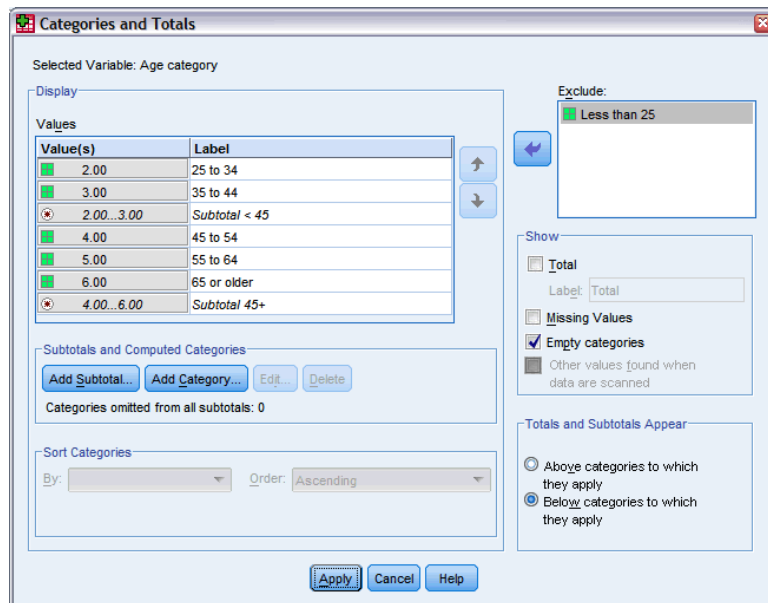 Categories and Totals
Selected Variable: Age category
Display
Values
Value(s) Label
2.00 25 to 34
3.00 35 to 44
2.00...3.00 Subtotal < 45
4.00 45 to 54
5.00 55 to 64
6.00 65 or older
4.00...6.00 Subtotal 45+
Subtotals and Computed Categories
Add Subtotal... Add Category... Edit... Delete
Categories omitted from all subtotals: 0
Sort Categories
By: Order: Ascending
Exclude:
Less than 25
Show
Total
Label: Total
Missing Values
Empty categories
Other values found when
data are scanned
Totals and Subtotals Appear
Above categories to which
they apply
Below categories to which
they apply
Apply Cancel Help